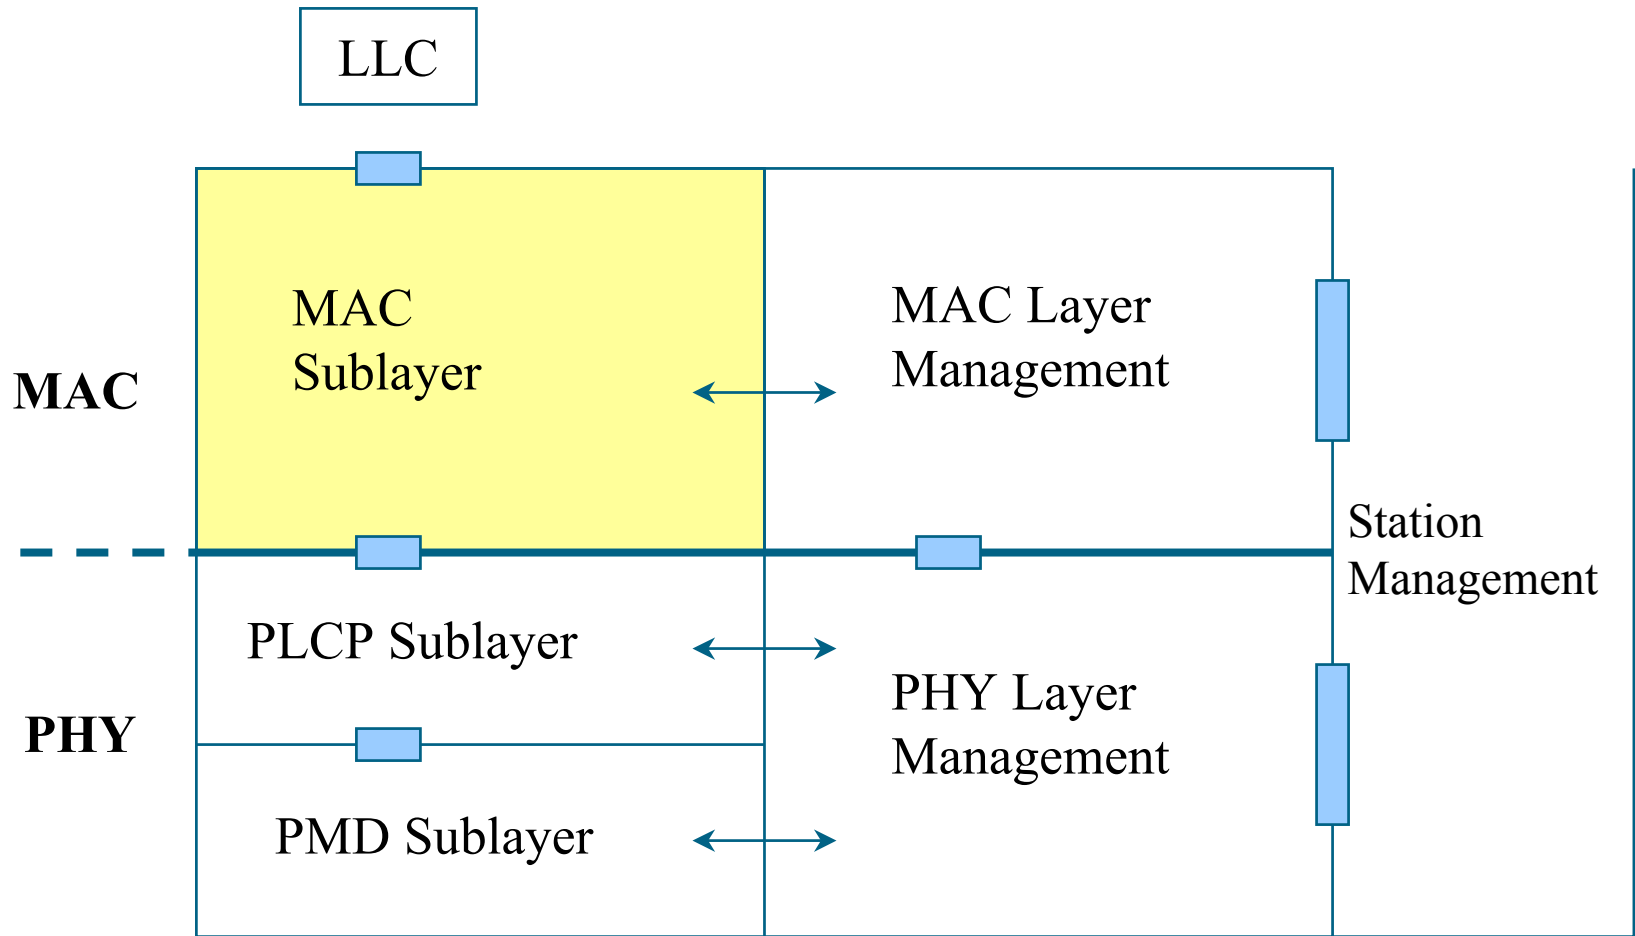 LLC
MAC
Sublayer
MAC Layer
Management
MAC
Station
Management
PLCP Sublayer
PHY Layer
Management
PHY
PMD Sublayer